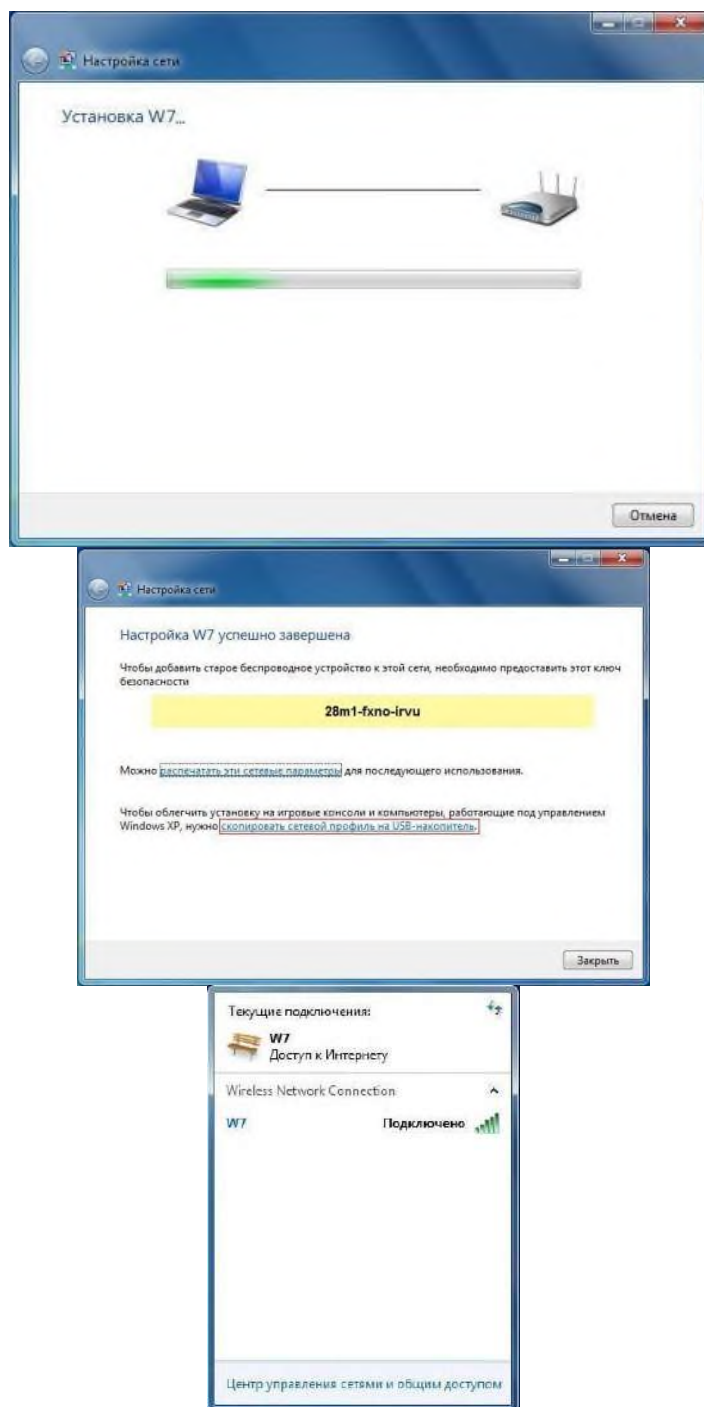 Настройка сети
Установка W7...
Отмена
Настройка сети
Настройка W7 успешно завершена
Чтобы добавить старое беспроводное устройство к этой сети, необходимо предоставить этот ключ
безопасности
28m1-fxno-irvu
Можно распечатать эти сетевые параметры для последующего использования.
Чтобы облегчить установку на игровые консоли и компьютеры, работающие под управлением
Windows XP, нужно скопировать сетевой профиль на USB-накопитель.
Закрыть
Текущие подключения:
W7
Доступ к Интернету
Wireless Network Connection
W7 Подключено
Центр управления сетями и общим доступом